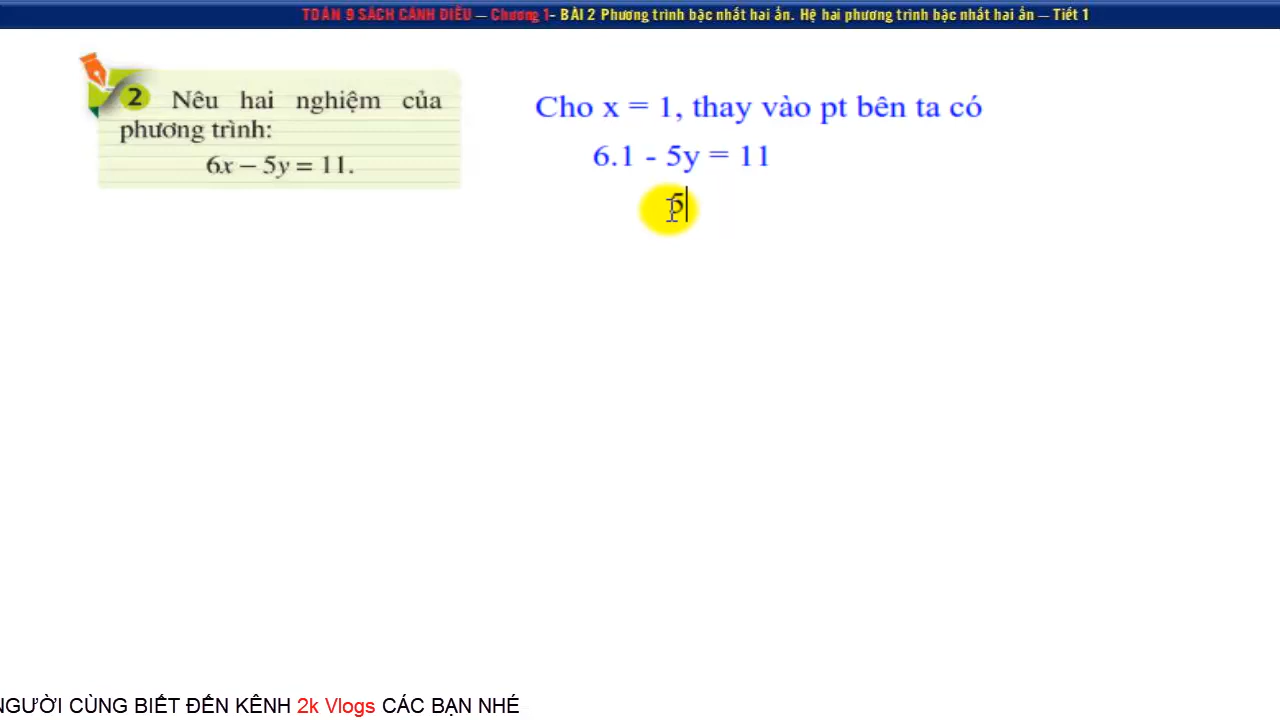 TOÁN 9 SÁCH CÁNH DIỀU – Chương 1- BÀI 2 Phương trình bậc nhất hai ẩn. Hệ hai phương trình bậc nhất hai ẩn – Tiết 1
2 Nêu hai nghiệm của
phương trình:
6x – 5y = 11.
Cho x = 1, thay vào pt bên ta có
6.1 - 5y = 11
5
NGƯỜI CÙNG BIẾT ĐẾN KÊNH 2k Vlogs CÁC BẠN NHÉ